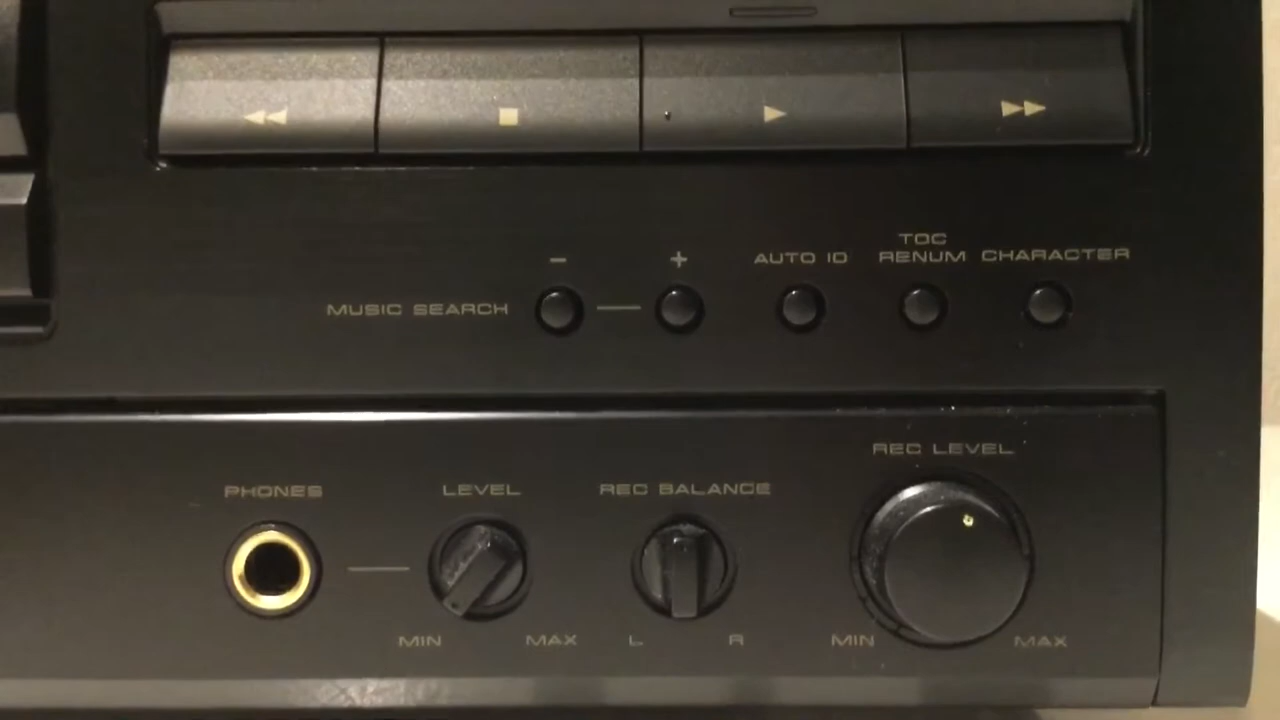 − +
AUTO ID
TOC
RENUM
CHARACTER
MUSIC SEARCH
REC LEVEL
PHONES
LEVEL
REC BALANCE
MIN MAX
L R
MIN MAX